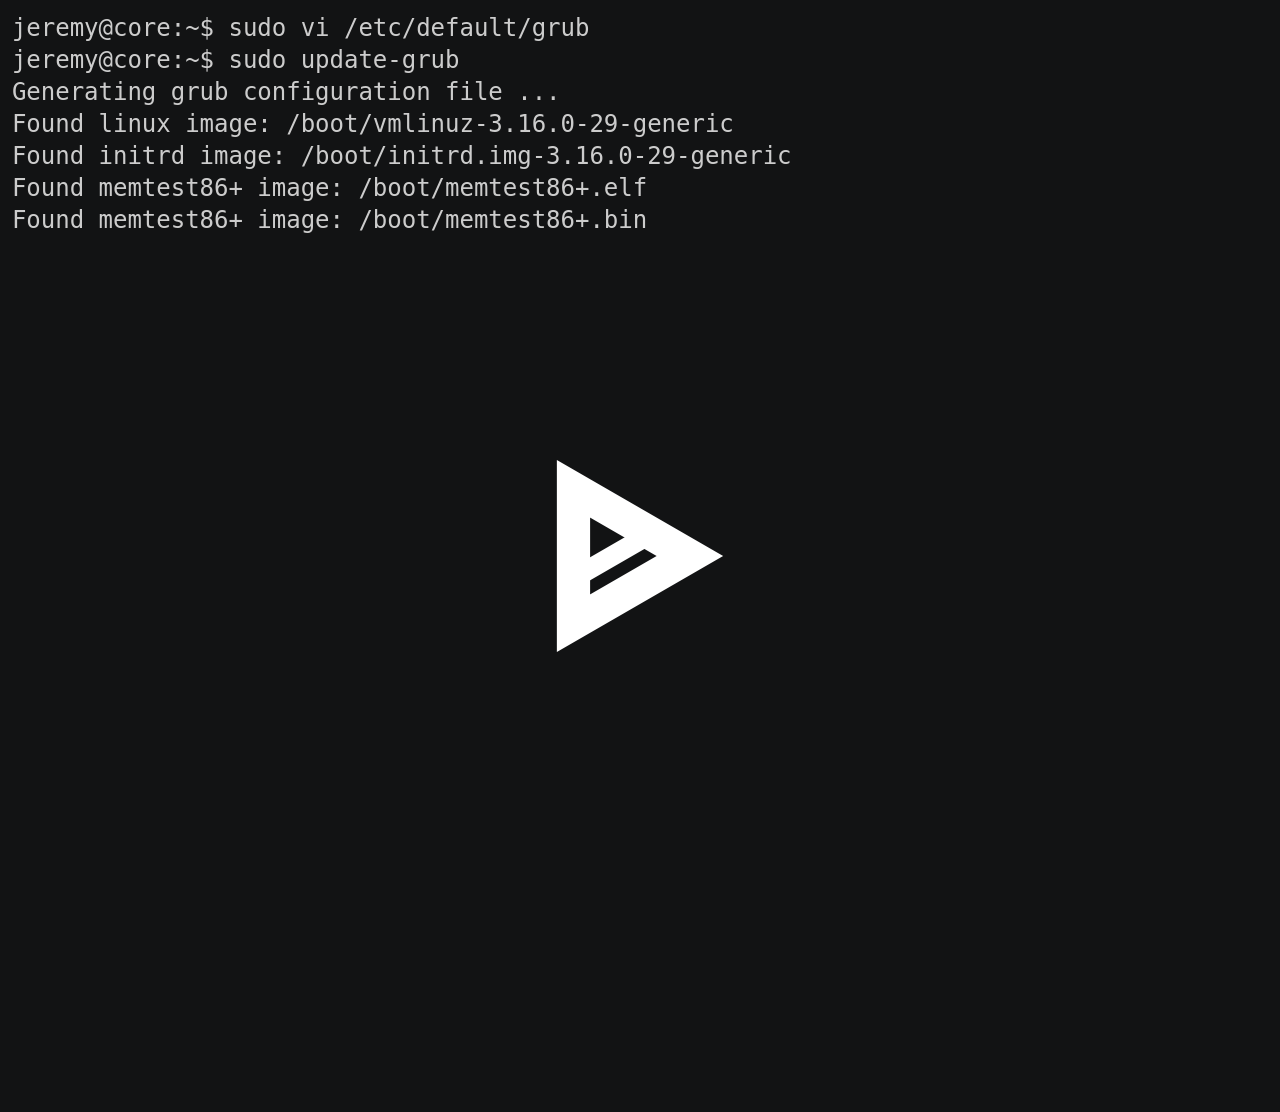 jeremy@core:~$ sudo vi /etc/default/grub
jeremy@core:~$ sudo update-grub
Generating grub configuration file ...
Found linux image: /boot/vmlinuz-3.16.0-29-generic
Found initrd image: /boot/initrd.img-3.16.0-29-generic
Found memtest86+ image: /boot/memtest86+.elf
Found memtest86+ image: /boot/memtest86+.bin